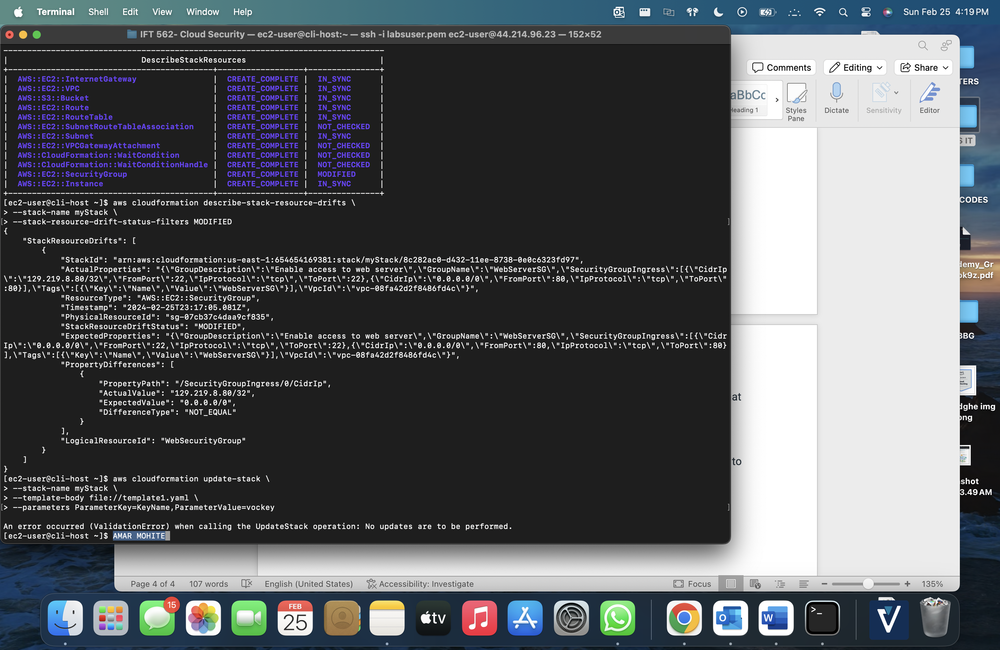 Terminal Shell Edit View Window Help
Sun Feb 25 4:19 PM
IFT 562- Cloud Security — ec2-user@cli-host:~ — ssh -i labsuser.pem ec2-user@44.214.96.23 — 152×52
DescribeStackResources
AWS::EC2::InternetGateway | CREATE_COMPLETE | IN_SYNC
AWS::EC2::VPC | CREATE_COMPLETE | IN_SYNC
AWS::S3::Bucket | CREATE_COMPLETE | IN_SYNC
AWS::EC2::Route | CREATE_COMPLETE | IN_SYNC
AWS::EC2::RouteTable | CREATE_COMPLETE | IN_SYNC
AWS::EC2::SubnetRouteTableAssociation | CREATE_COMPLETE | NOT_CHECKED
AWS::EC2::Subnet | CREATE_COMPLETE | IN_SYNC
AWS::EC2::VPCGatewayAttachment | CREATE_COMPLETE | NOT_CHECKED
AWS::CloudFormation::WaitCondition | CREATE_COMPLETE | NOT_CHECKED
AWS::CloudFormation::WaitConditionHandle | CREATE_COMPLETE | NOT_CHECKED
AWS::EC2::SecurityGroup | CREATE_COMPLETE | MODIFIED
AWS::EC2::Instance | CREATE_COMPLETE | IN_SYNC
[ec2-user@cli-host ~]$ aws cloudformation describe-stack-resource-drifts \
> --stack-name myStack \
[> --stack-resource-drift-status-filters MODIFIED ]
{
"StackResourceDrifts": [
{
"StackId": "arn:aws:cloudformation:us-east-1:654654169381:stack/myStack/8c282ac0-d432-11ee-8738-0e0c6323fd97",
"ActualProperties": "{\"GroupDescription\":\"Enable access to web server\",\"GroupName\":\"WebServerSG\",\"SecurityGroupIngress\":[{\"CidrIp
\":\"129.219.8.80/32\",\"FromPort\":22,\"IpProtocol\":\"tcp\",\"ToPort\":22},{\"CidrIp\":\"0.0.0.0/0\",\"FromPort\":80,\"IpProtocol\":\"tcp\",\"ToPort\"
:80}],\"Tags\":[{\"Key\":\"Name\",\"Value\":\"WebServerSG\"}],\"VpcId\":\"vpc-08fa42d2f8486fd4c\"}",
"ResourceType": "AWS::EC2::SecurityGroup",
"Timestamp": "2024-02-25T23:17:05.081Z",
"PhysicalResourceId": "sg-07cb37c4daa9cf835",
"StackResourceDriftStatus": "MODIFIED",
"ExpectedProperties": "{\"GroupDescription\":\"Enable access to web server\",\"GroupName\":\"WebServerSG\",\"SecurityGroupIngress\":[{\"Cidr
Ip\":\"0.0.0.0/0\",\"FromPort\":22,\"IpProtocol\":\"tcp\",\"ToPort\":22},{\"CidrIp\":\"0.0.0.0/0\",\"FromPort\":80,\"IpProtocol\":\"tcp\",\"ToPort\":80}
],\"Tags\":[{\"Key\":\"Name\",\"Value\":\"WebServerSG\"}],\"VpcId\":\"vpc-08fa42d2f8486fd4c\"}",
"PropertyDifferences": [
{
"PropertyPath": "/SecurityGroupIngress/0/CidrIp",
"ActualValue": "129.219.8.80/32",
"ExpectedValue": "0.0.0.0/0",
"DifferenceType": "NOT_EQUAL"
}
],
"LogicalResourceId": "WebSecurityGroup"
}
]
}
[ec2-user@cli-host ~]$ aws cloudformation update-stack \
> --stack-name myStack \
> --template-body file://template1.yaml \
[> --parameters ParameterKey=KeyName,ParameterValue=vockey ]
An error occurred (ValidationError) when calling the UpdateStack operation: No updates are to be performed.
[ec2-user@cli-host ~]$ AMAR MOHITE
Comments Editing Share
aBbCc
Heading 1
Styles
Pane
Dictate
Sensitivity
Editor
at
to
TERS
S IT
CODES
demy_Gr
ok9z.pdf
BBG
dghe img
png
shot
3.49 AM
Page 4 of 4 107 words English (United States) Accessibility: Investigate Focus 135%
15
FEB
25
tv